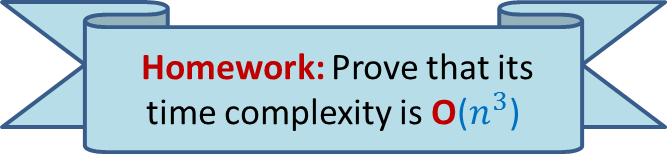 Homework: Prove that its
time complexity is O(n³)